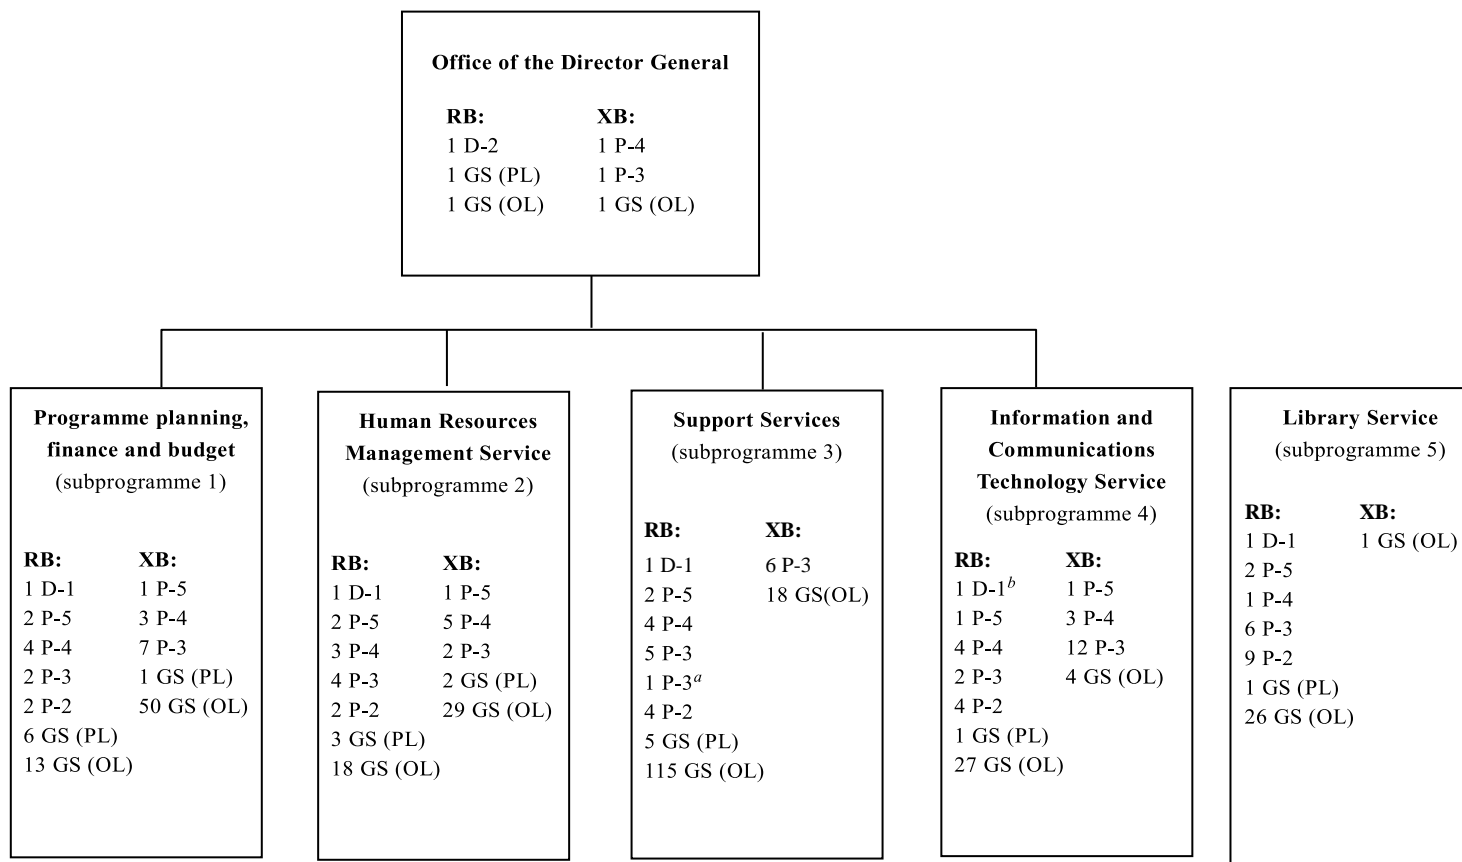 Office of the Director General
RB:
1 D-2
1 GS (PL)
1 GS (OL)
XB:
1 P-4
1 P-3
1 GS (OL)
Programme planning,
finance and budget
(subprogramme 1)
RB:
1 D-1
2 P-5
4 P-4
2 P-3
2 P-2
6 GS (PL)
13 GS (OL)
XB:
1 P-5
3 P-4
7 P-3
1 GS (PL)
50 GS (OL)
Human Resources
Management Service
(subprogramme 2)
RB:
1 D-1
2 P-5
3 P-4
4 P-3
2 P-2
3 GS (PL)
18 GS (OL)
XB:
1 P-5
5 P-4
2 P-3
2 GS (PL)
29 GS (OL)
Support Services
(subprogramme 3)
RB:
1 D-1
2 P-5
4 P-4
5 P-3
1 P-3a
4 P-2
5 GS (PL)
115 GS (OL)
XB:
6 P-3
18 GS(OL)
Information and
Communications
Technology Service
(subprogramme 4)
RB:
1 D-1b
1 P-5
4 P-4
2 P-3
4 P-2
1 GS (PL)
27 GS (OL)
XB:
1 P-5
3 P-4
12 P-3
4 GS (OL)
Library Service
(subprogramme 5)
RB:
1 D-1
2 P-5
1 P-4
6 P-3
9 P-2
1 GS (PL)
26 GS (OL)
XB:
1 GS (OL)